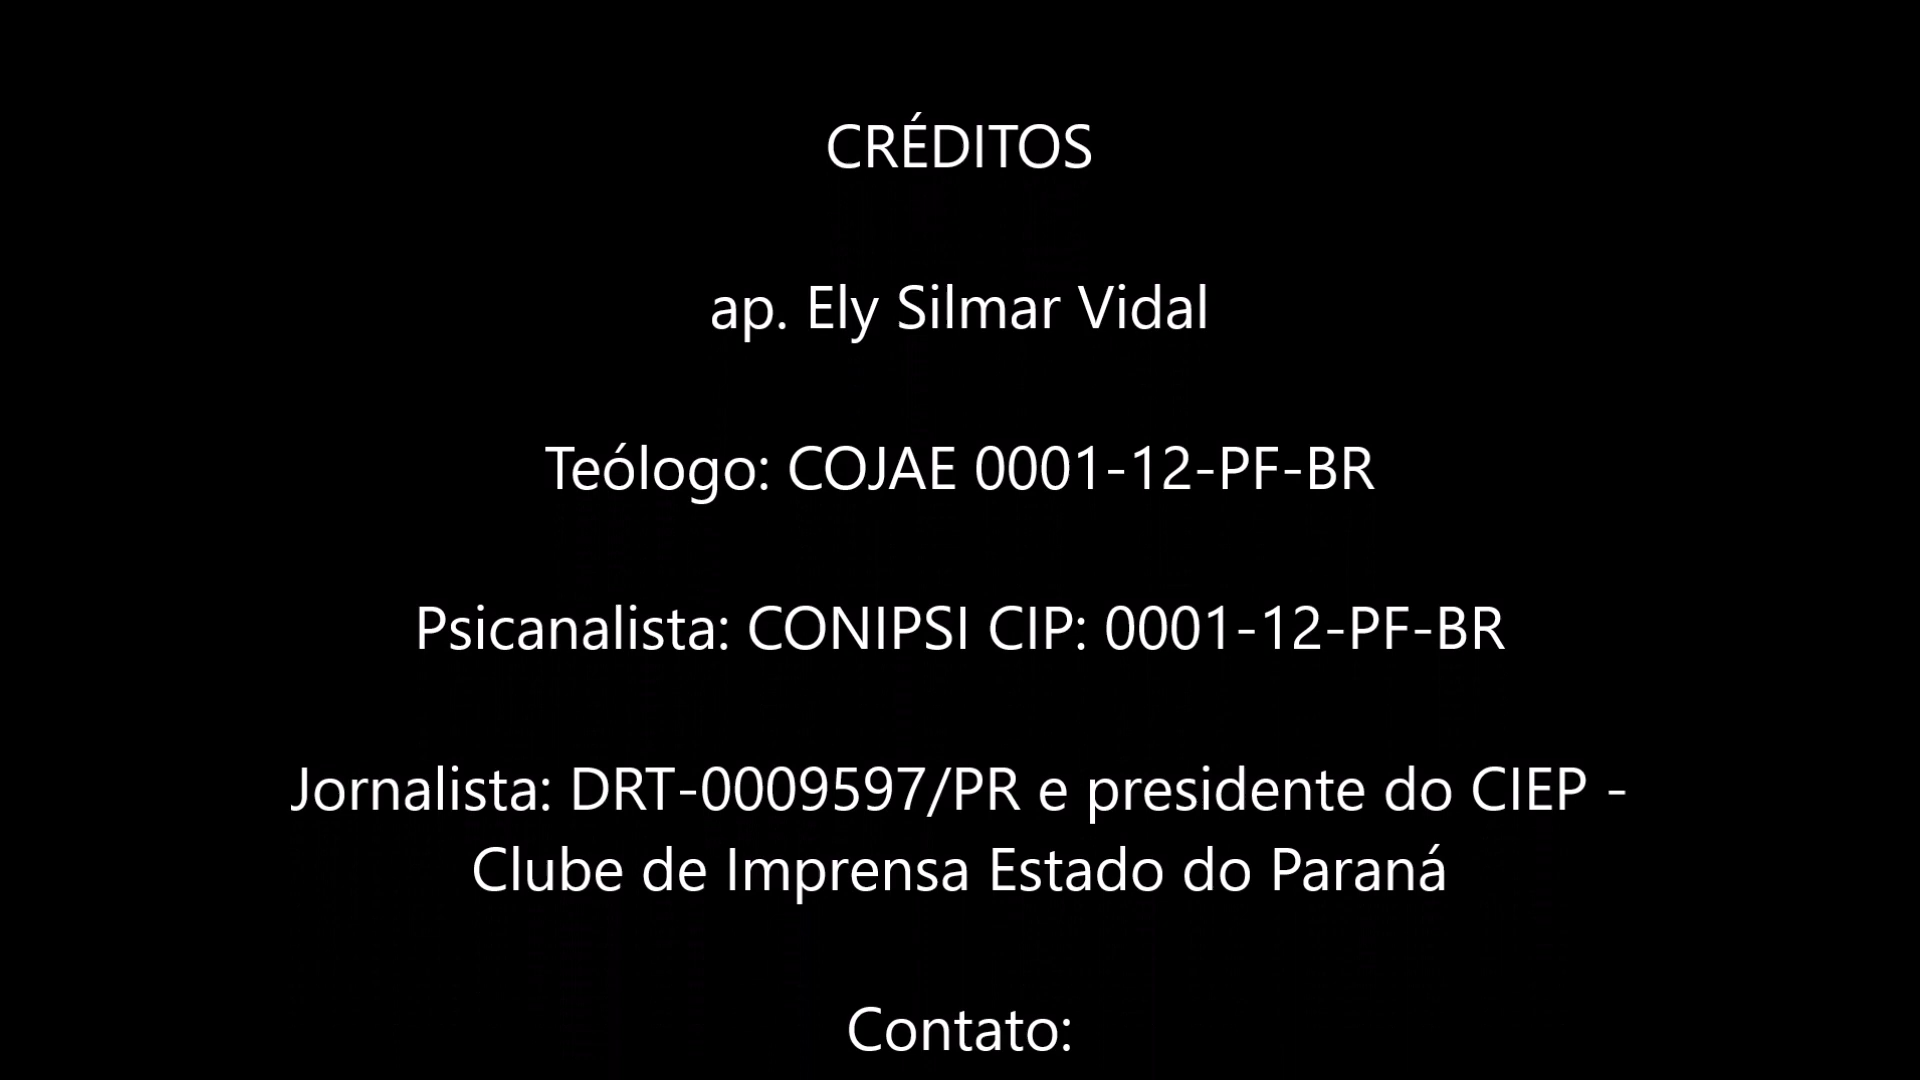 CRÉDITOS
ap. Ely Silmar Vidal
Teólogo: COJAE 0001-12-PF-BR
Psicanalista: CONIPSI CIP: 0001-12-PF-BR
Jornalista: DRT-0009597/PR e presidente do CIEP -
Clube de Imprensa Estado do Paraná
Contato: